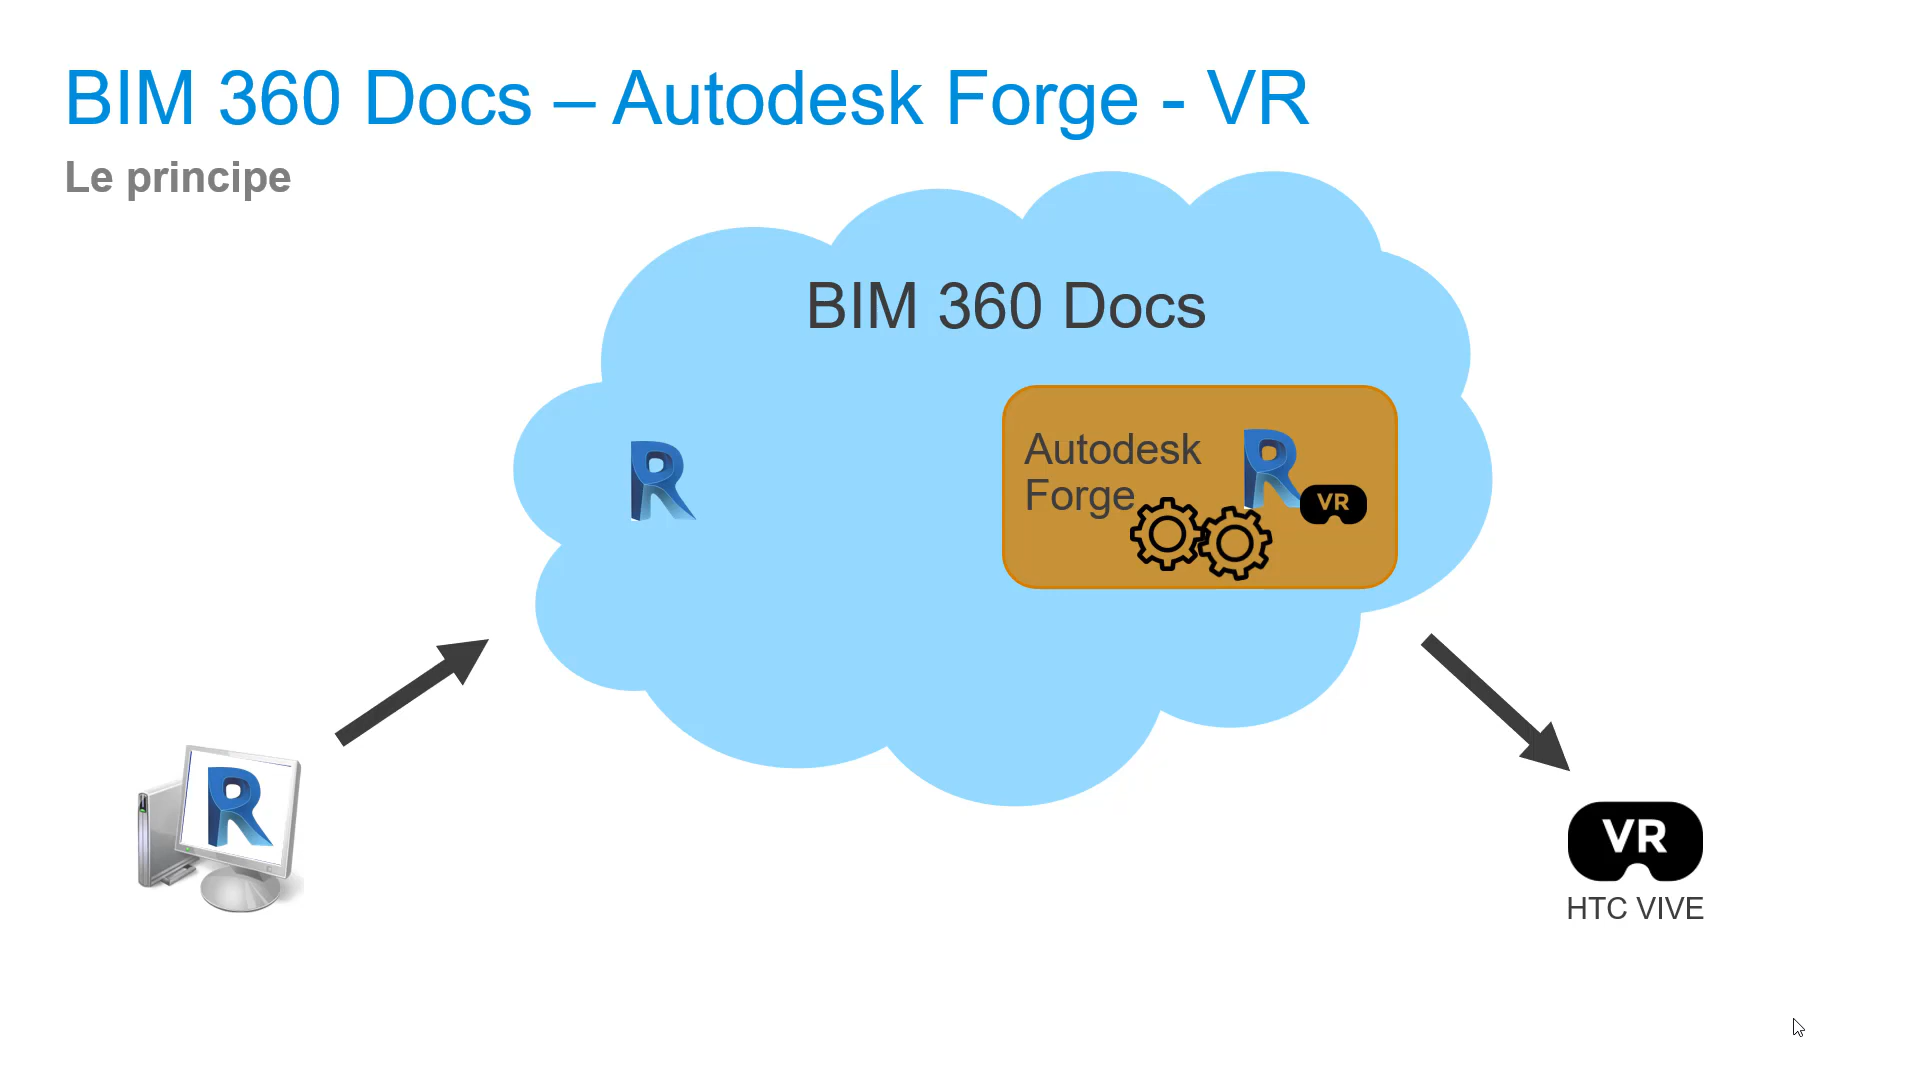 BIM 360 Docs – Autodesk Forge - VR
Le principe
BIM 360 Docs
R
Autodesk
Forge
R
VR
R
VR
HTC VIVE